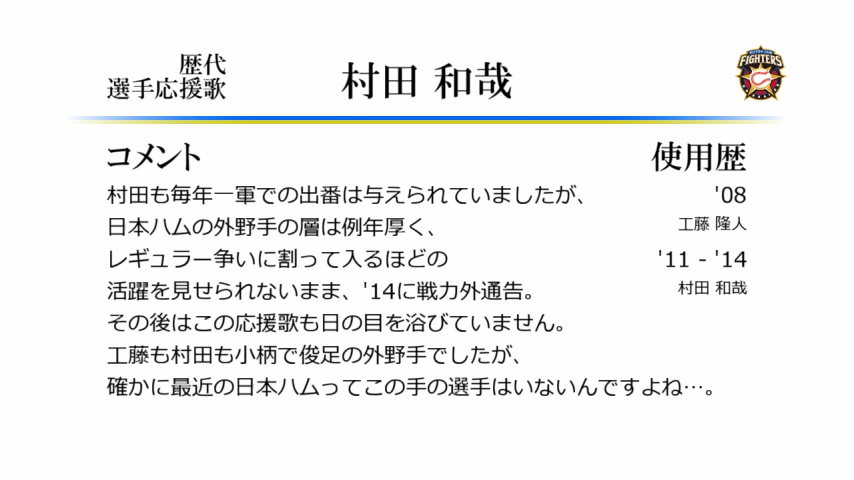 歴代
選手応援歌
村田 和哉
FIGHTERS
コメント
使用歴
村田も毎年一軍での出番は与えられていましたが、
日本ハムの外野手の層は例年厚く、
レギュラー争いに割って入るほどの
活躍を見せられないまま、'14に戦力外通告。
その後はこの応援歌も日の目を浴びていません。
工藤も村田も小柄で俊足の外野手でしたが、
確かに最近の日本ハムってこの手の選手はいないんですよね…。
'08
工藤 隆人
'11 - '14
村田 和哉